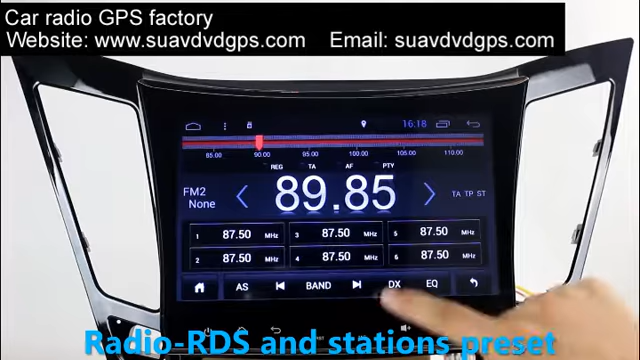 Car radio GPS factory
Website: www.suavdvdgps.com Email: suavdvdgps.com
16:18
85.00 90.00 95.00 100.00 105.00 110.00
REG TA AF PTY
FM2
None
89.85
TA TP ST
1 87.50 MHz 3 87.50 MHz 5 87.50 MHz
2 87.50 MHz 4 87.50 MHz 6 87.50 MHz
AS BAND DX EQ
Radio-RDS and stations preset